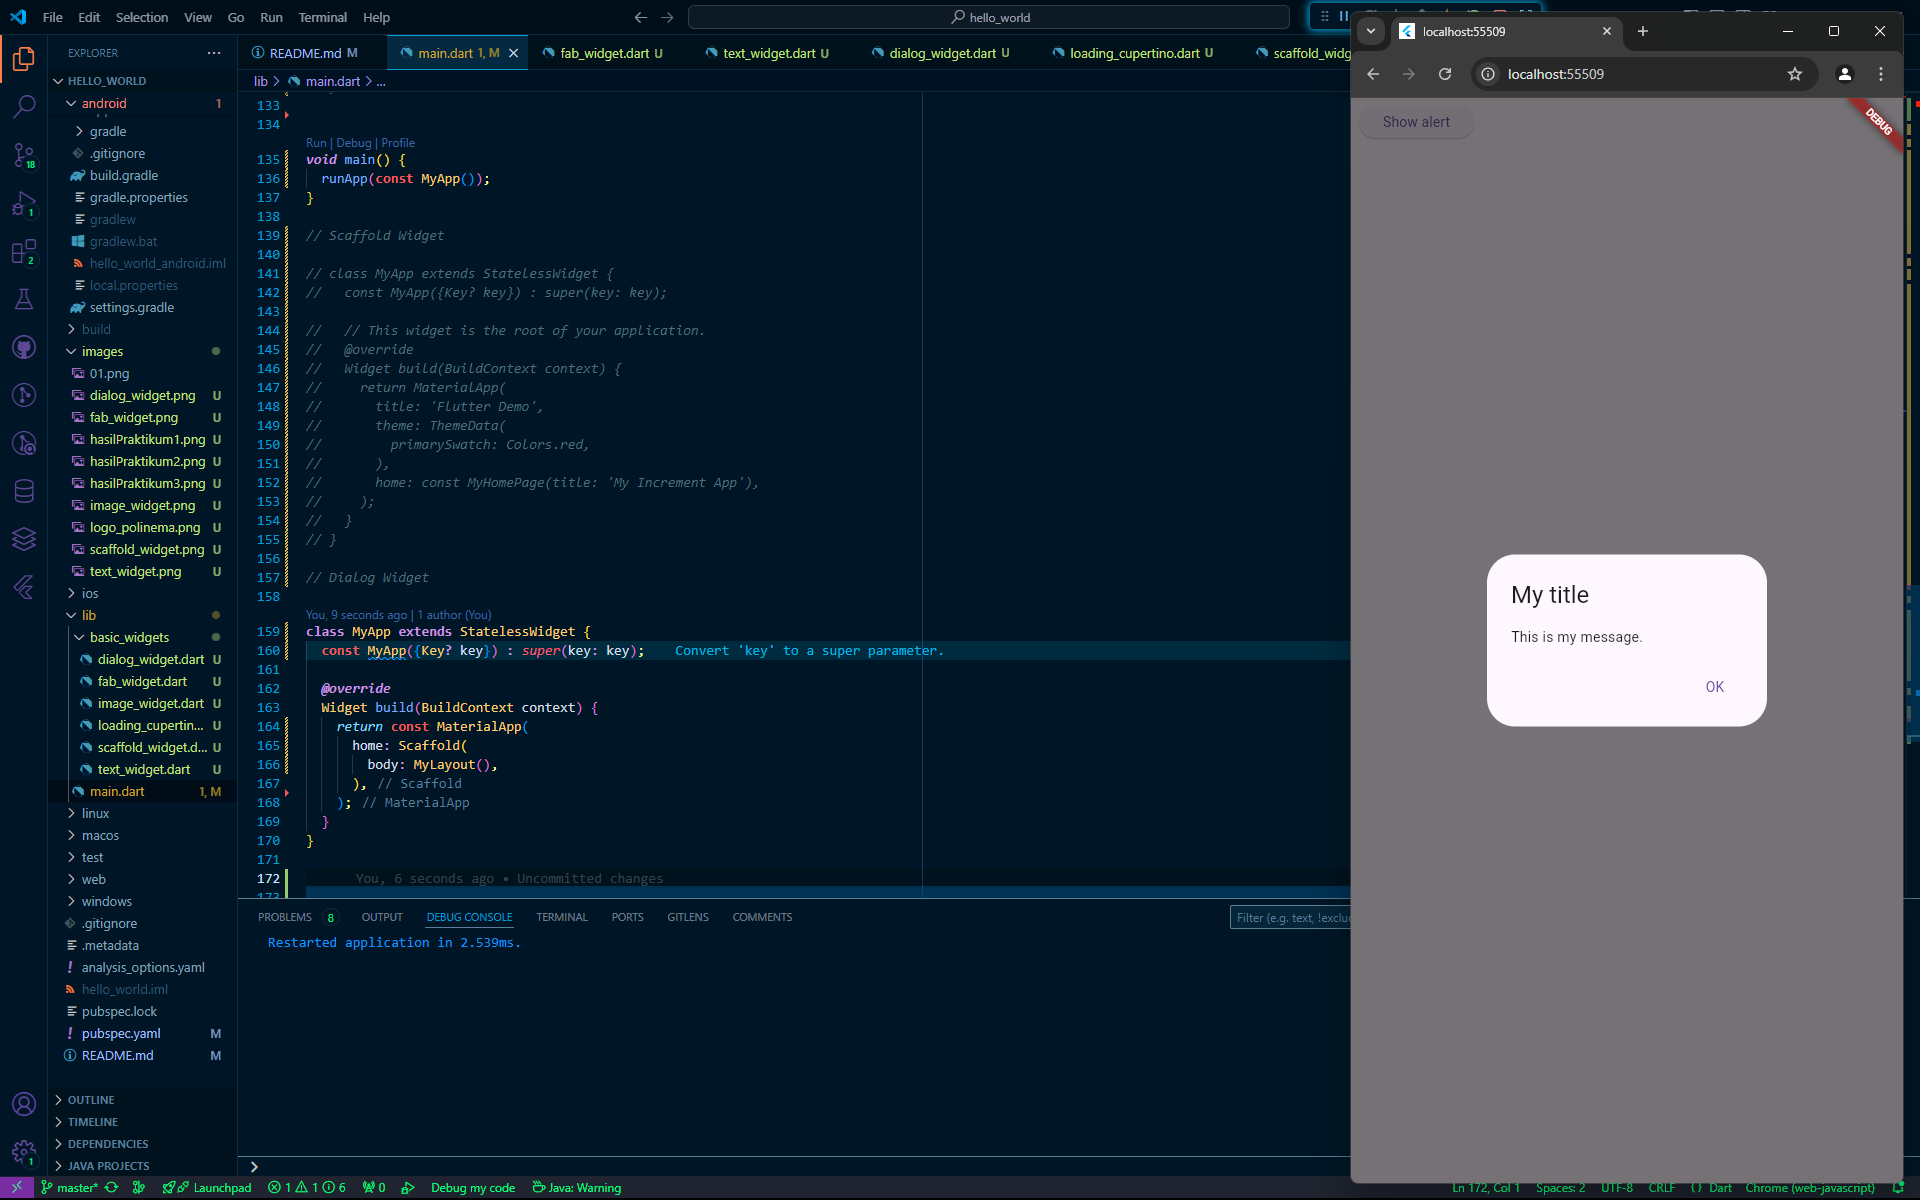 File Edit Selection View Go Run Terminal Help
hello_world
EXPLORER
HELLO_WORLD
android 1
gradle
.gitignore
build.gradle
gradle.properties
gradlew
gradlew.bat
hello_world_android.iml
local.properties
settings.gradle
build
images
01.png
dialog_widget.png U
fab_widget.png U
hasilPraktikum1.png U
hasilPraktikum2.png U
hasilPraktikum3.png U
image_widget.png U
logo_polinema.png U
scaffold_widget.png U
text_widget.png U
ios
lib
basic_widgets
dialog_widget.dart U
fab_widget.dart U
image_widget.dart U
loading_cupertin... U
scaffold_widget.d... U
text_widget.dart U
main.dart 1, M
linux
macos
test
web
windows
.gitignore
.metadata
analysis_options.yaml
hello_world.iml
pubspec.lock
pubspec.yaml M
README.md M
OUTLINE
TIMELINE
DEPENDENCIES
JAVA PROJECTS
18
1
2
1
README.md M main.dart 1, M fab_widget.dart U text_widget.dart U dialog_widget.dart U loading_cupertino.dart U scaffold_widg
lib > main.dart > ...
133
134
Run | Debug | Profile
135 void main() {
136 runApp(const MyApp());
137 }
138
139 // Scaffold Widget
140
141 // class MyApp extends StatelessWidget {
142 // const MyApp({Key? key}) : super(key: key);
143
144 // // This widget is the root of your application.
145 // @override
146 // Widget build(BuildContext context) {
147 // return MaterialApp(
148 // title: 'Flutter Demo',
149 // theme: ThemeData(
150 // primarySwatch: Colors.red,
151 // ),
152 // home: const MyHomePage(title: 'My Increment App'),
153 // );
154 // }
155 // }
156
157 // Dialog Widget
158
You, 9 seconds ago | 1 author (You)
159 class MyApp extends StatelessWidget {
160 const MyApp({Key? key}) : super(key: key); Convert 'key' to a super parameter.
161
162 @override
163 Widget build(BuildContext context) {
164 return const MaterialApp(
165 home: Scaffold(
166 body: MyLayout(),
167 ), // Scaffold
168 ); // MaterialApp
169 }
170 }
171
172 You, 6 seconds ago • Uncommitted changes
173
PROBLEMS 8 OUTPUT DEBUG CONSOLE TERMINAL PORTS GITLENS COMMENTS
Filter (e.g. text, !exclu
Restarted application in 2.539ms.
master* Launchpad 1 1 6 0 Debug my code Java: Warning
Ln 172, Col 1 Spaces: 2 UTF-8 CRLF {} Dart Chrome (web-javascript)
localhost:55509
localhost:55509
Show alert
DEBUG
My title
This is my message.
OK